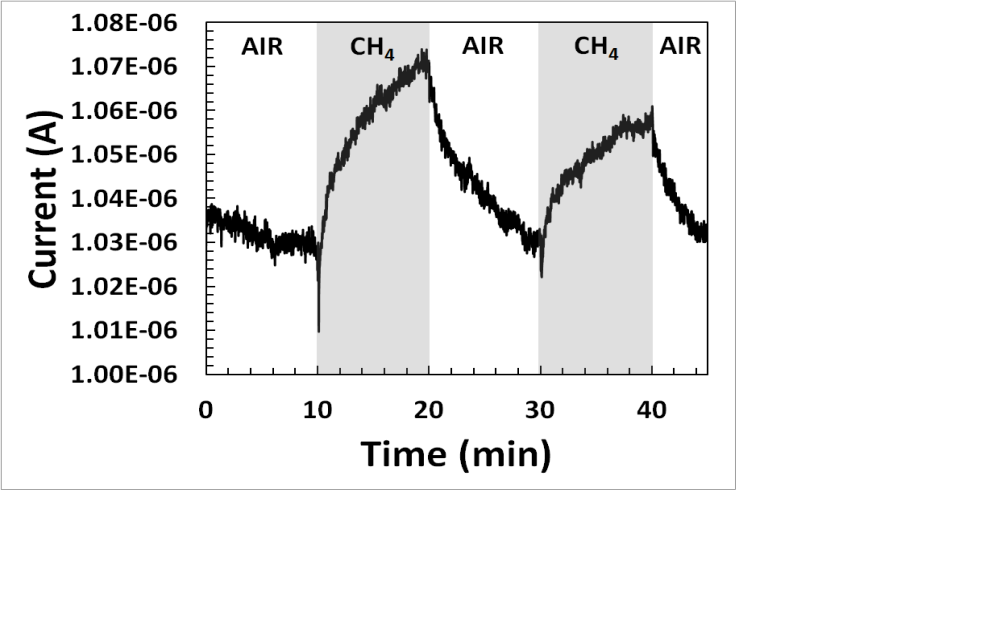 1.08E-06
1.07E-06
1.06E-06
1.05E-06
1.04E-06
1.03E-06
1.02E-06
1.01E-06
1.00E-06
Current (A)
AIR
CH4
AIR
CH4
AIR
0 10 20 30 40
Time (min)